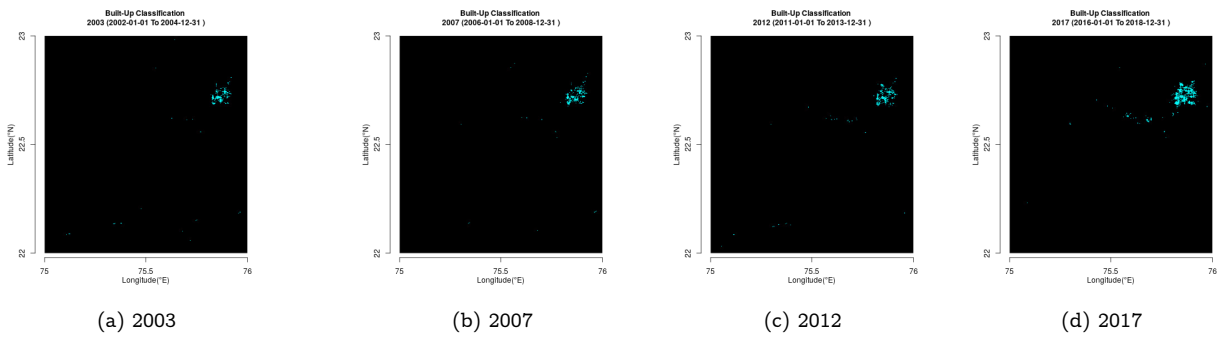 Built-Up Classification
2003 (2002-01-01 To 2004-12-31 )
23
22.5
22
Latitude(°N)
75
75.5
76
Longitude(°E)
(a) 2003
Built-Up Classification
2007 (2006-01-01 To 2008-12-31 )
23
22.5
22
Latitude(°N)
75
75.5
76
Longitude(°E)
(b) 2007
Built-Up Classification
2012 (2011-01-01 To 2013-12-31 )
23
22.5
22
Latitude(°N)
75
75.5
76
Longitude(°E)
(c) 2012
Built-Up Classification
2017 (2016-01-01 To 2018-12-31 )
23
22.5
22
Latitude(°N)
75
75.5
76
Longitude(°E)
(d) 2017